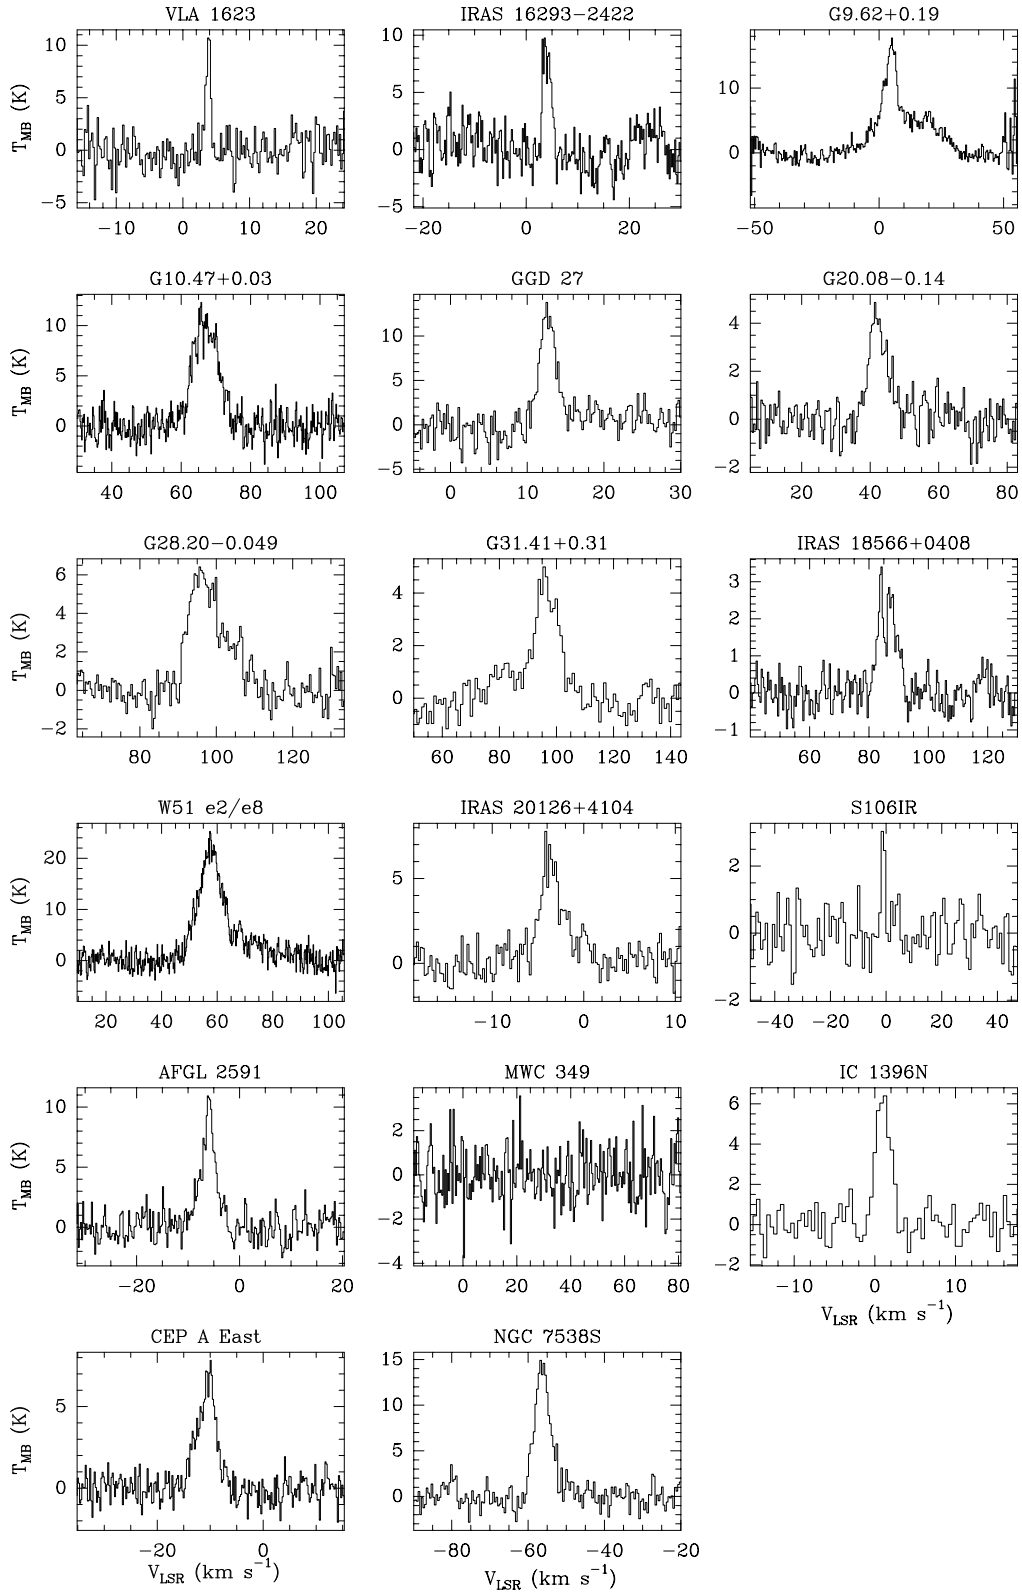 VLA 1623 IRAS 16293−2422 G9.62+0.19
T_MB (K) 10 5 0 −5 10 5 0 −5 10 0
−10 0 10 20 −20 0 20 −50 0 50
G10.47+0.03 GGD 27 G20.08−0.14
T_MB (K) 10 5 0 10 5 0 −5 4 2 0 −2
40 60 80 100 0 10 20 30 20 40 60 80
G28.20−0.049 G31.41+0.31 IRAS 18566+0408
T_MB (K) 6 4 2 0 −2 4 2 0 3 2 1 0 −1
80 100 120 60 80 100 120 140 60 80 100 120
W51 e2/e8 IRAS 20126+4104 S106IR
T_MB (K) 20 10 0 5 0 2 0 −2
20 40 60 80 100 −10 0 10 −40 −20 0 20 40
AFGL 2591 MWC 349 IC 1396N
T_MB (K) 10 5 0 2 0 −2 −4 6 4 2 0 −2
−20 0 20 0 20 40 60 80 −10 0 10
V_LSR (km s⁻¹)
CEP A East NGC 7538S
T_MB (K) 5 0 15 10 5 0
−20 0 −80 −60 −40 −20
V_LSR (km s⁻¹) V_LSR (km s⁻¹)